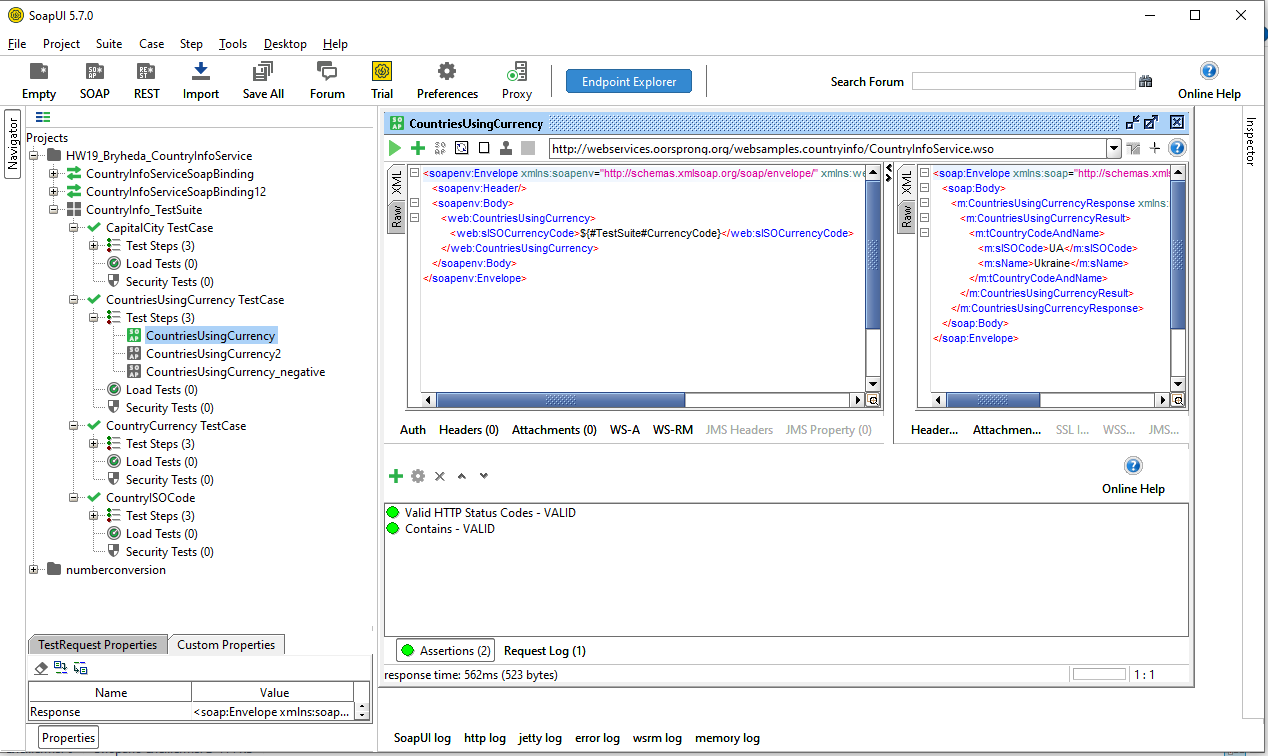 SoapUI 5.7.0
File Project Suite Case Step Tools Desktop Help
Empty SOAP REST Import Save All Forum Trial Preferences Proxy Endpoint Explorer Search Forum Online Help
Navigator
Projects
HW19_Bryheda_CountryInfoService
CountryInfoServiceSoapBinding
CountryInfoServiceSoapBinding12
CountryInfo_TestSuite
CapitalCity TestCase
Test Steps (3)
Load Tests (0)
Security Tests (0)
CountriesUsingCurrency TestCase
Test Steps (3)
CountriesUsingCurrency
CountriesUsingCurrency2
CountriesUsingCurrency_negative
Load Tests (0)
Security Tests (0)
CountryCurrency TestCase
Test Steps (3)
Load Tests (0)
Security Tests (0)
CountryISOCode
Test Steps (3)
Load Tests (0)
Security Tests (0)
numberconversion
TestRequest Properties Custom Properties
Name Value
Response <soap:Envelope xmlns:soap...
Properties
CountriesUsingCurrency
http://webservices.oorsprong.org/websamples.countryinfo/CountryInfoService.wso
XML
Raw
<soapenv:Envelope xmlns:soapenv="http://schemas.xmlsoap.org/soap/envelope/" xmlns:we
<soapenv:Header/>
<soapenv:Body>
<web:CountriesUsingCurrency>
<web:sISOCurrencyCode>${#TestSuite#CurrencyCode}</web:sISOCurrencyCode>
</web:CountriesUsingCurrency>
</soapenv:Body>
</soapenv:Envelope>
Auth Headers (0) Attachments (0) WS-A WS-RM JMS Headers JMS Property (0)
XML
Raw
<soap:Envelope xmlns:soap="http://schemas.xmls
<soap:Body>
<m:CountriesUsingCurrencyResponse xmlns:
<m:CountriesUsingCurrencyResult>
<m:tCountryCodeAndName>
<m:sISOCode>UA</m:sISOCode>
<m:sName>Ukraine</m:sName>
</m:tCountryCodeAndName>
</m:CountriesUsingCurrencyResult>
</m:CountriesUsingCurrencyResponse>
</soap:Body>
</soap:Envelope>
Header... Attachmen... SSL I... WSS... JMS...
Online Help
Valid HTTP Status Codes - VALID
Contains - VALID
Assertions (2) Request Log (1)
response time: 562ms (523 bytes) 1 : 1
Inspector
SoapUI log http log jetty log error log wsrm log memory log